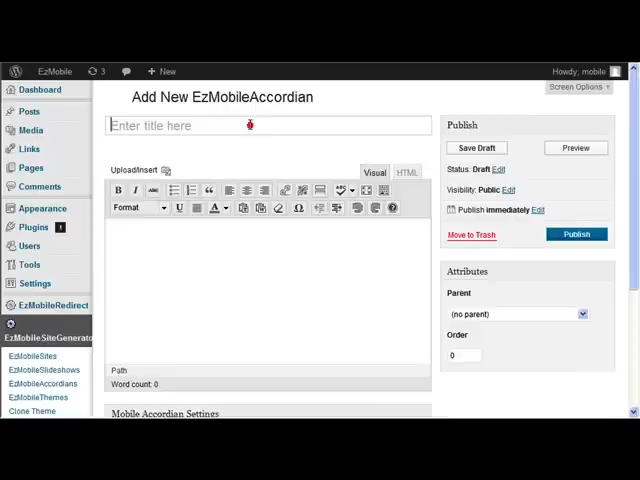 EzMobile 3 + New Howdy, mobile
Screen Options
Dashboard
Posts
Media
Links
Pages
Comments
Appearance
Plugins
Users
Tools
Settings
EzMobileRedirect
EzMobileSiteGenerato
EzMobileSites
EzMobileSlideshows
EzMobileAccordians
EzMobileThemes
Clone Theme
Add New EzMobileAccordian
Enter title here
Upload/Insert
Visual HTML
B I ABC
Format U A
Path
Word count: 0
Mobile Accordian Settings
Publish
Save Draft Preview
Status: Draft Edit
Visibility: Public Edit
Publish immediately Edit
Move to Trash Publish
Attributes
Parent
(no parent)
Order
0